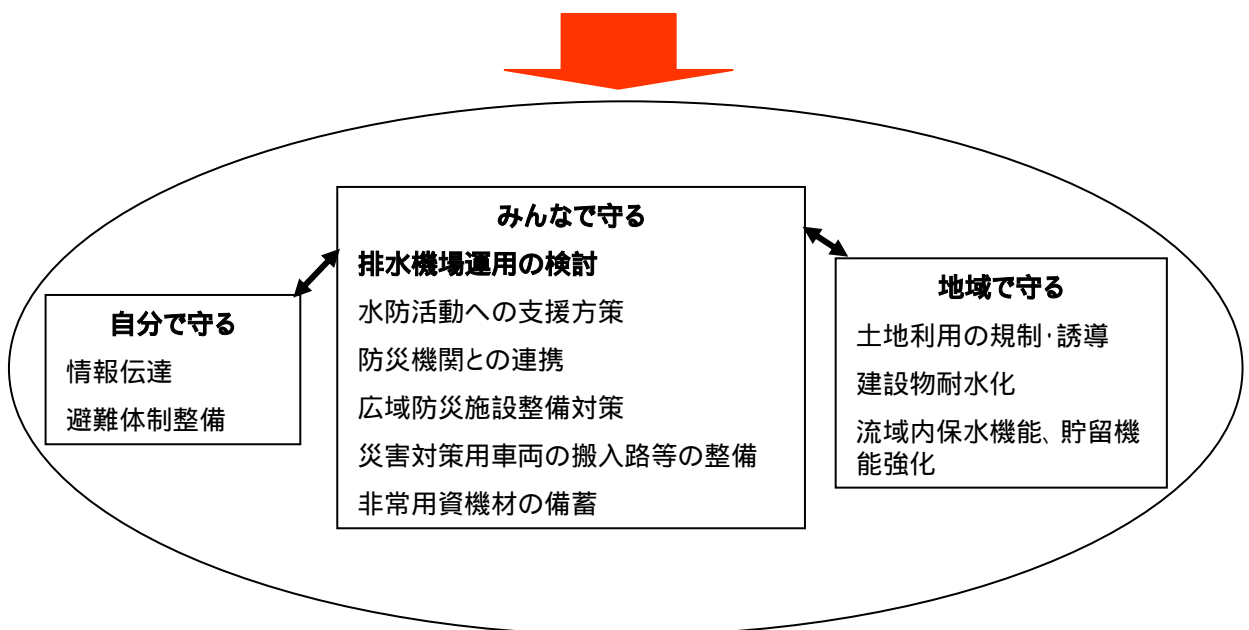 みんなで守る
排水機場運用の検討
水防活動への支援方策
防災機関との連携
広域防災施設整備対策
災害対策用車両の搬入路等の整備
非常用資機材の備蓄
自分で守る
情報伝達
避難体制整備
地域で守る
土地利用の規制・誘導
建設物耐水化
流域内保水機能、貯留機
能強化